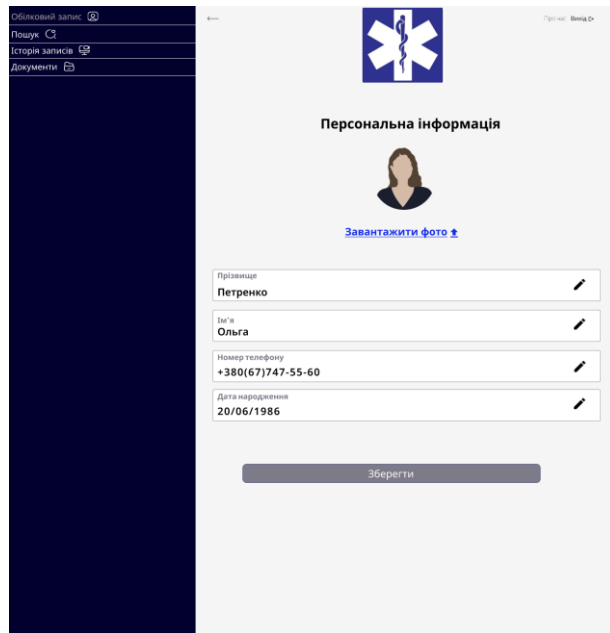 Обліковий запис
Пошук
Історія записів
Документи
Про нас Вихід
Персональна інформація
Завантажити фото
Прізвище
Петренко
Ім'я
Ольга
Номер телефону
+380(67)747-55-60
Дата народження
20/06/1986
Зберегти